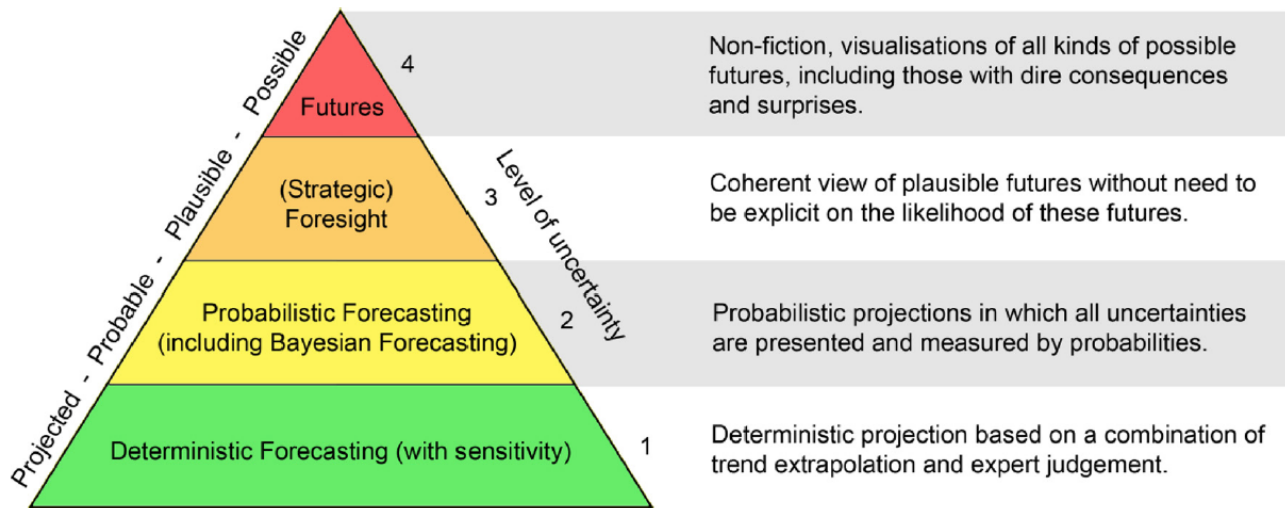 Projected - Probable - Plausible - Possible
Futures
4
Non-fiction, visualisations of all kinds of possible
futures, including those with dire consequences
and surprises.
(Strategic)
Foresight
3
Level of uncertainty
Coherent view of plausible futures without need to
be explicit on the likelihood of these futures.
Probabilistic Forecasting
(including Bayesian Forecasting)
2
Probabilistic projections in which all uncertainties
are presented and measured by probabilities.
Deterministic Forecasting (with sensitivity)
1
Deterministic projection based on a combination of
trend extrapolation and expert judgement.